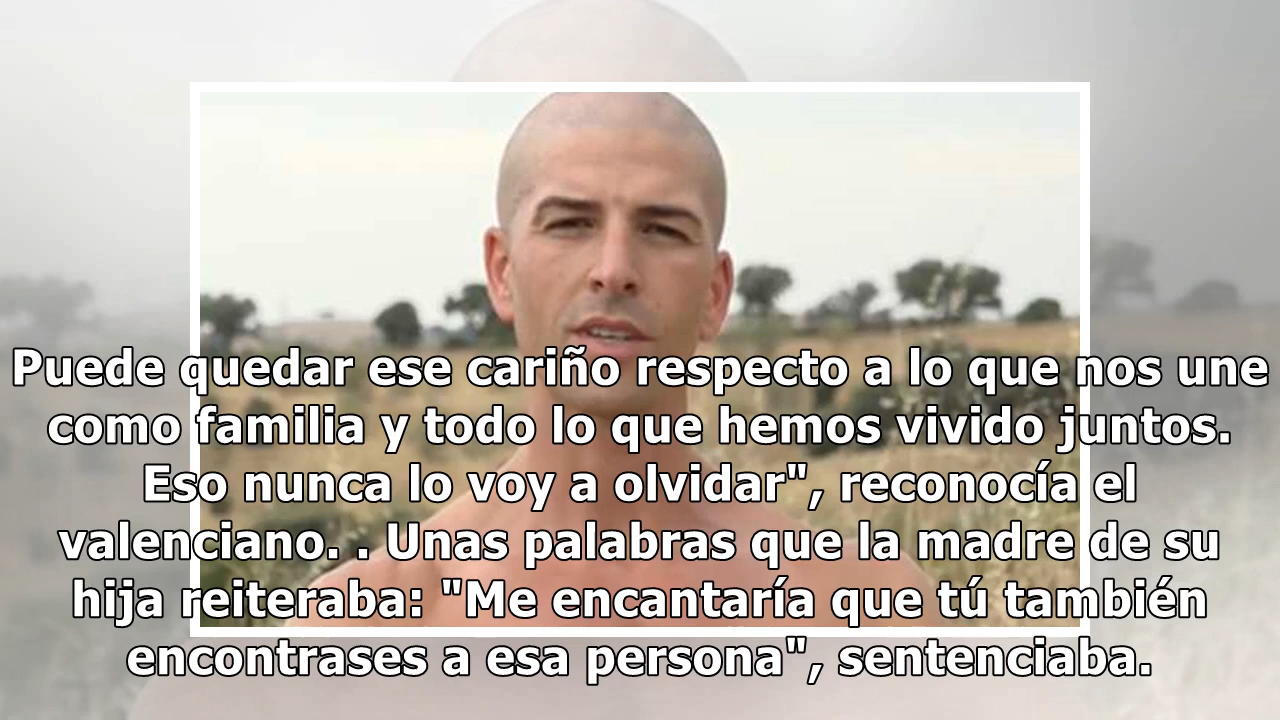 Puede quedar ese cariño respecto a lo que nos une
como familia y todo lo que hemos vivido juntos.
Eso nunca lo voy a olvidar", reconocía el
valenciano. . Unas palabras que la madre de su
hija reiteraba: "Me encantaría que tú también
encontrases a esa persona", sentenciaba.